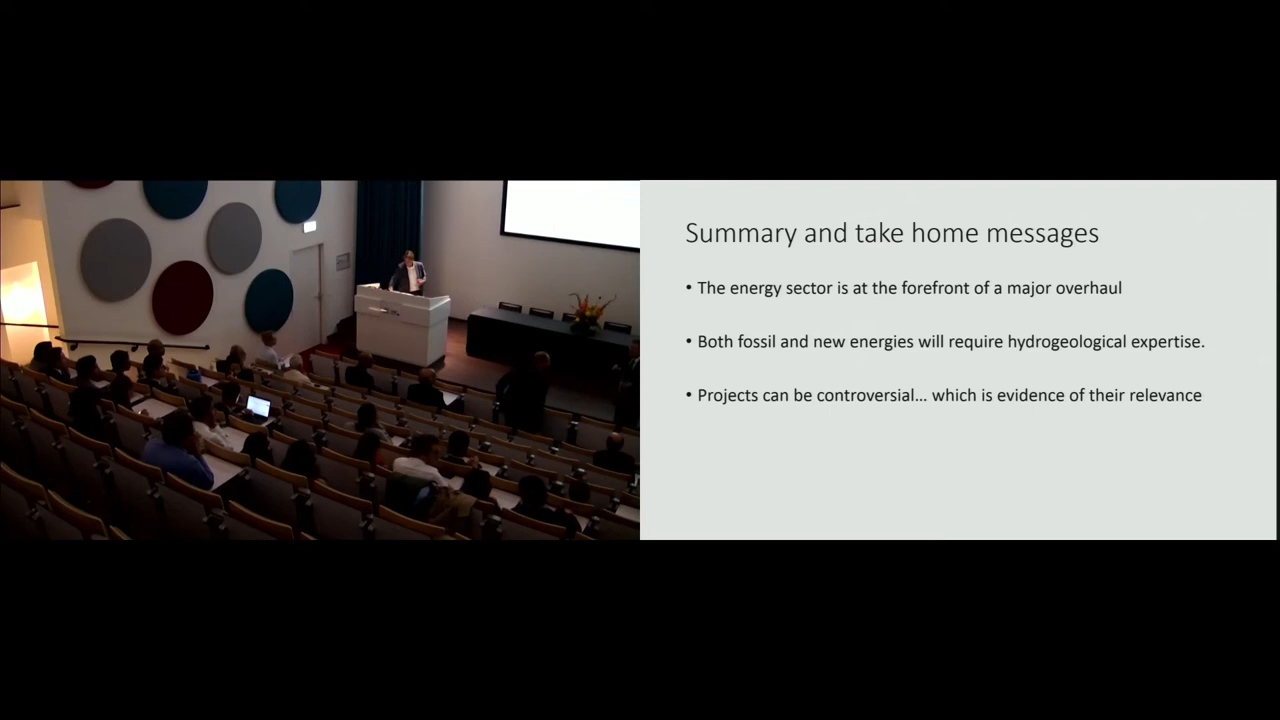 Summary and take home messages
• The energy sector is at the forefront of a major overhaul
• Both fossil and new energies will require hydrogeological expertise.
• Projects can be controversial... which is evidence of their relevance